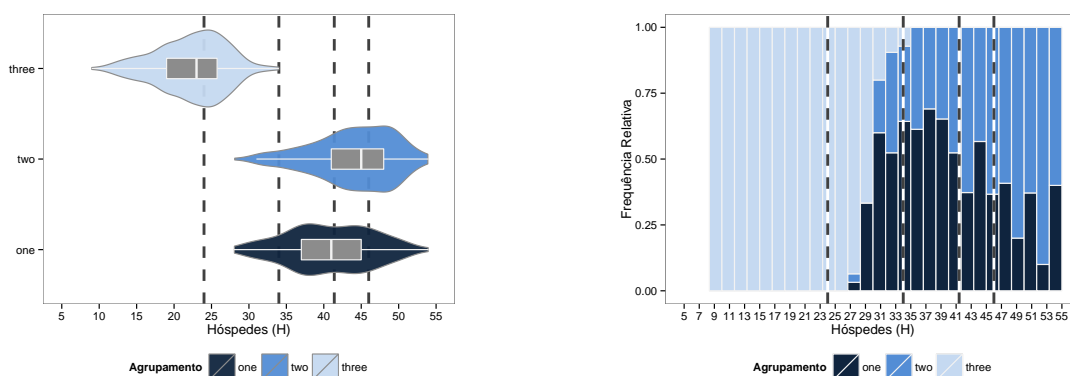 three
two
one
5 10 15 20 25 30 35 40 45 50 55
Hóspedes (H)
Agrupamento one two three
1.00
0.75
0.50
0.25
0.00
Frequência Relativa
5 7 9 11 13 15 17 19 21 23 25 27 29 31 33 35 37 39 41 43 45 47 49 51 53 55
Hóspedes (H)
Agrupamento one two three